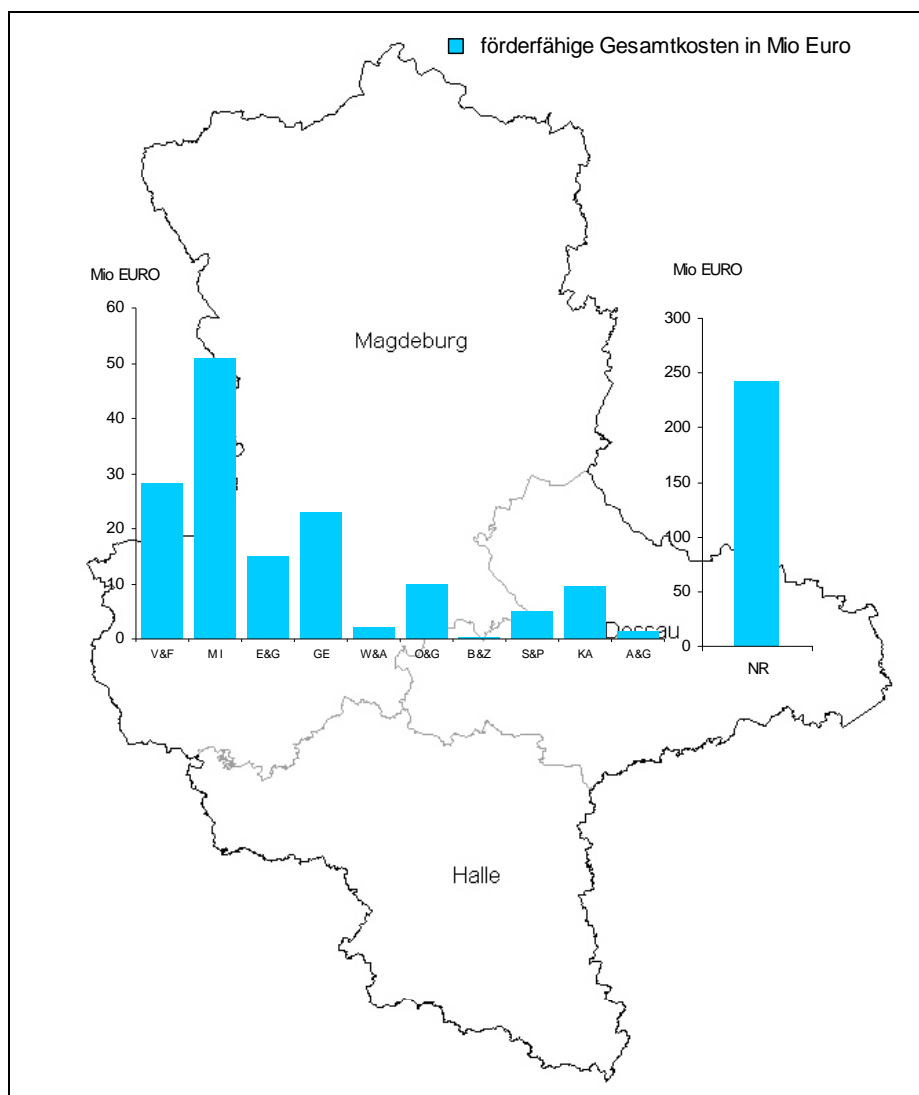 förderfähige Gesamtkosten in Mio Euro
Mio EURO
60
50
40
30
20
10
0
V&F MI E&G GE W&A O&G B&Z S&P KA A&G
Mio EURO
300
250
200
150
100
50
0
NR
Magdeburg
Dessau
Halle